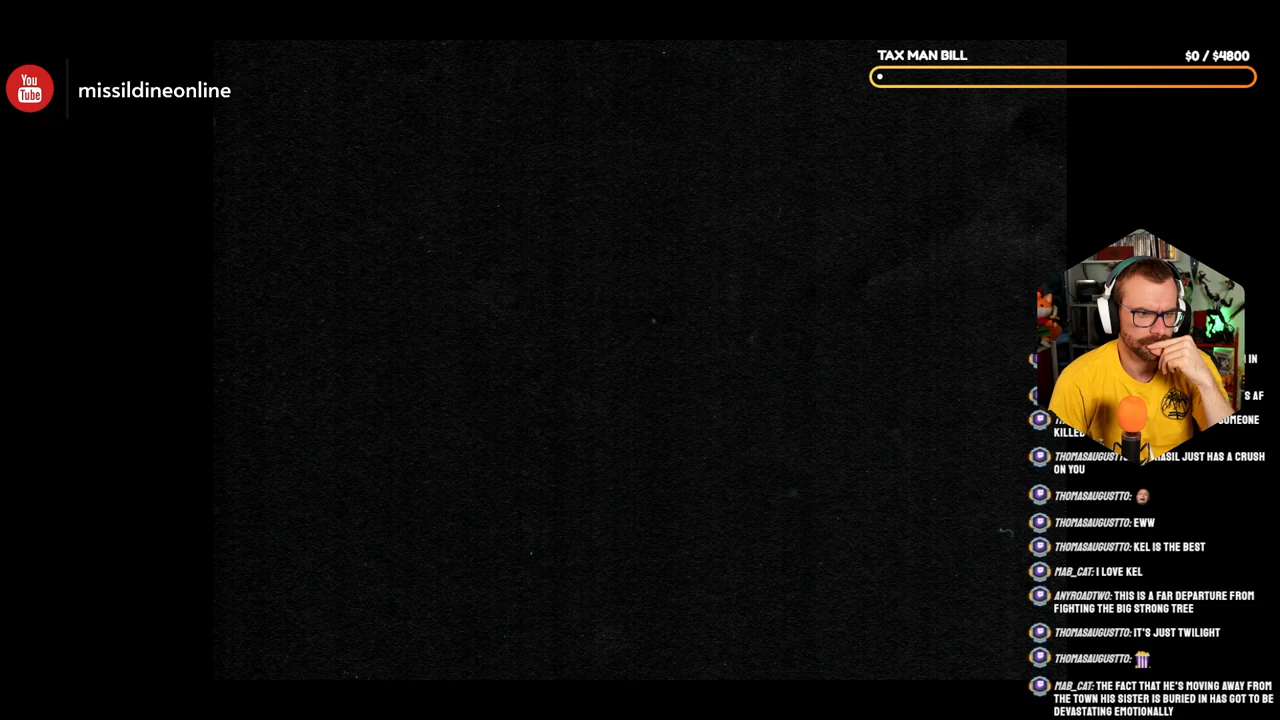 TAX MAN BILL
$0 / $4800
You
Tube
missildineonline
IN
S AF
SOMEONE
KILLED
THOMASAUGUSTTO: BASIL JUST HAS A CRUSH
ON YOU
THOMASAUGUSTTO:
THOMASAUGUSTTO: EWW
THOMASAUGUSTTO: KEL IS THE BEST
MAB_CAT: I LOVE KEL
ANYROADTWO: THIS IS A FAR DEPARTURE FROM
FIGHTING THE BIG STRONG TREE
THOMASAUGUSTTO: IT'S JUST TWILIGHT
THOMASAUGUSTTO:
MAB_CAT: THE FACT THAT HE'S MOVING AWAY FROM
THE TOWN HIS SISTER IS BURIED IN HAS GOT TO BE
DEVASTATING EMOTIONALLY